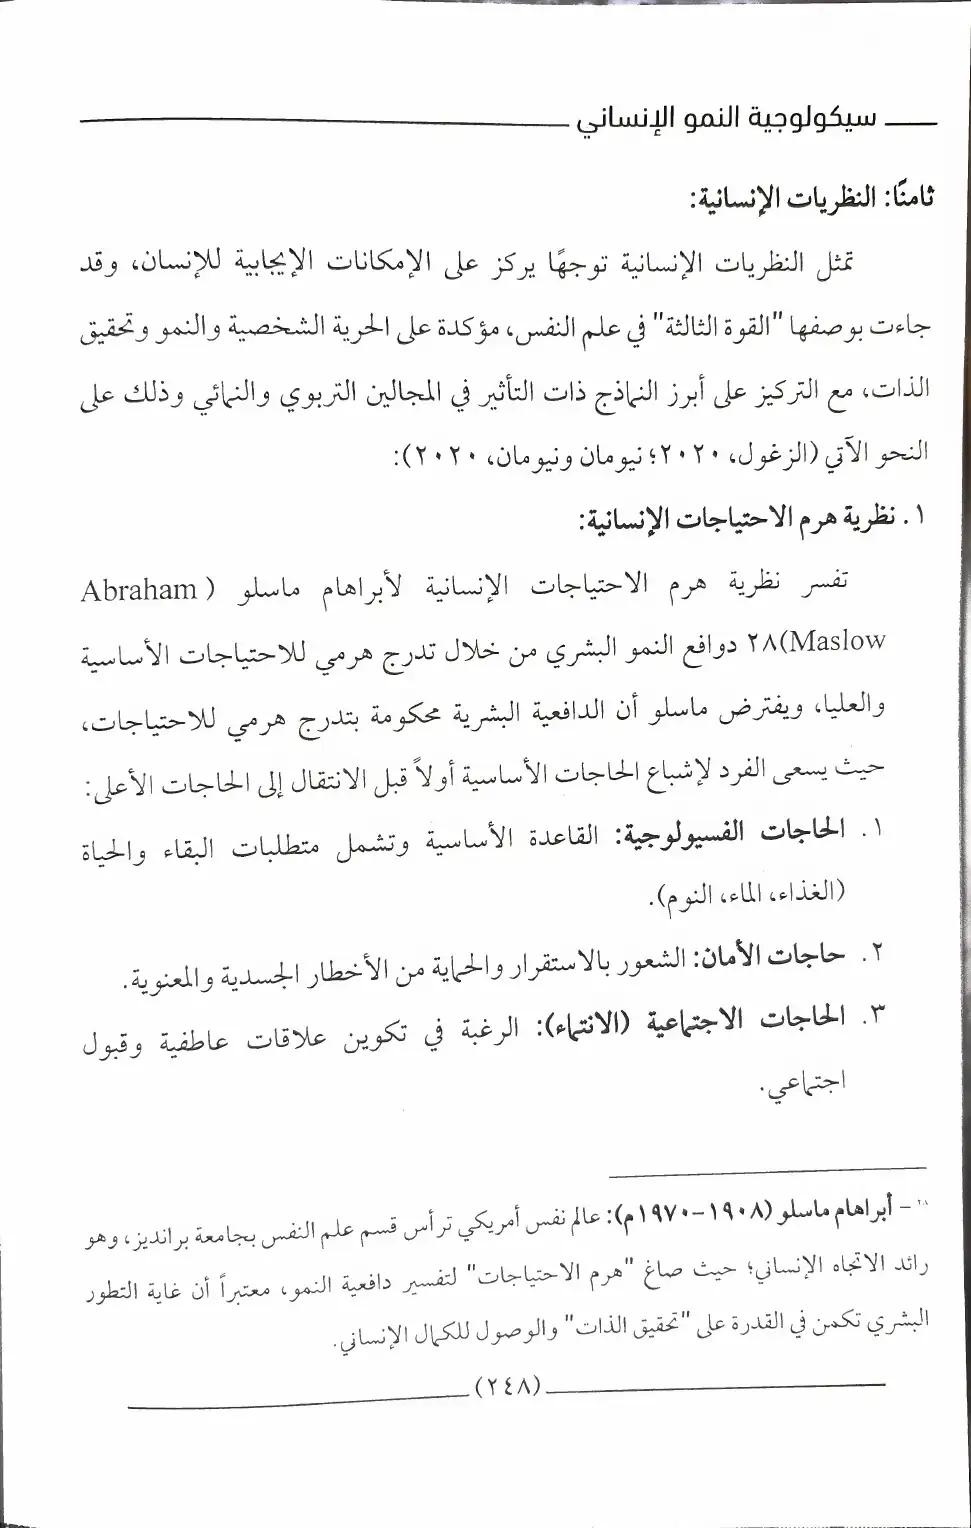 سيكولوجية النمو الإنساني
ثامنًا: النظريات الإنسانية:
تمثل النظريات الإنسانية توجهًا يركز على الإمكانات الإيجابية للإنسان، وقد
جاءت بوصفها "القوة الثالثة" في علم النفس، مؤكدة على الحرية الشخصية والنمو وتحقيق
الذات، مع التركيز على أبرز النماذج ذات التأثير في المجالين التربوي والنمائي وذلك على
النحو الآتي (الزغول، ٢٠٢٠؛ نيومان ونيومان، ٢٠٢٠):
١. نظرية هرم الاحتياجات الإنسانية:
تفسر نظرية هرم الاحتياجات الإنسانية لأبراهام ماسلو (Abraham
Maslow)٢٨ دوافع النمو البشري من خلال تدرج هرمي للاحتياجات الأساسية
والعليا، ويفترض ماسلو أن الدافعية البشرية محكومة بتدرج هرمي للاحتياجات،
حيث يسعى الفرد لإشباع الحاجات الأساسية أولاً قبل الانتقال إلى الحاجات الأعلى:
١. الحاجات الفسيولوجية: القاعدة الأساسية وتشمل متطلبات البقاء والحياة
(الغذاء، الماء، النوم).
٢. حاجات الأمان: الشعور بالاستقرار والحماية من الأخطار الجسدية والمعنوية.
٣. الحاجات الاجتماعية (الانتماء): الرغبة في تكوين علاقات عاطفية وقبول
اجتماعي.
٢٨ - أبراهام ماسلو (١٩٠٨-١٩٧٠م): عالم نفس أمريكي ترأس قسم علم النفس بجامعة برانديز، وهو
رائد الاتجاه الإنساني؛ حيث صاغ "هرم الاحتياجات" لتفسير دافعية النمو، معتبراً أن غاية التطور
البشري تكمن في القدرة على "تحقيق الذات" والوصول للكمال الإنساني.
(٢٤٨)